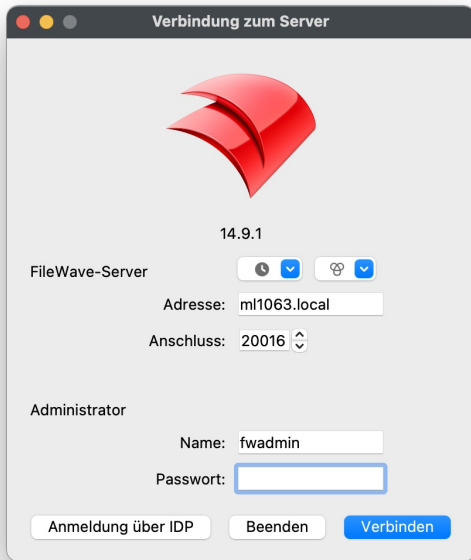 Verbindung zum Server
14.9.1
FileWave-Server
Adresse: ml1063.local
Anschluss: 20016
Administrator
Name: fwadmin
Passwort:
Anmeldung über IDP Beenden Verbinden